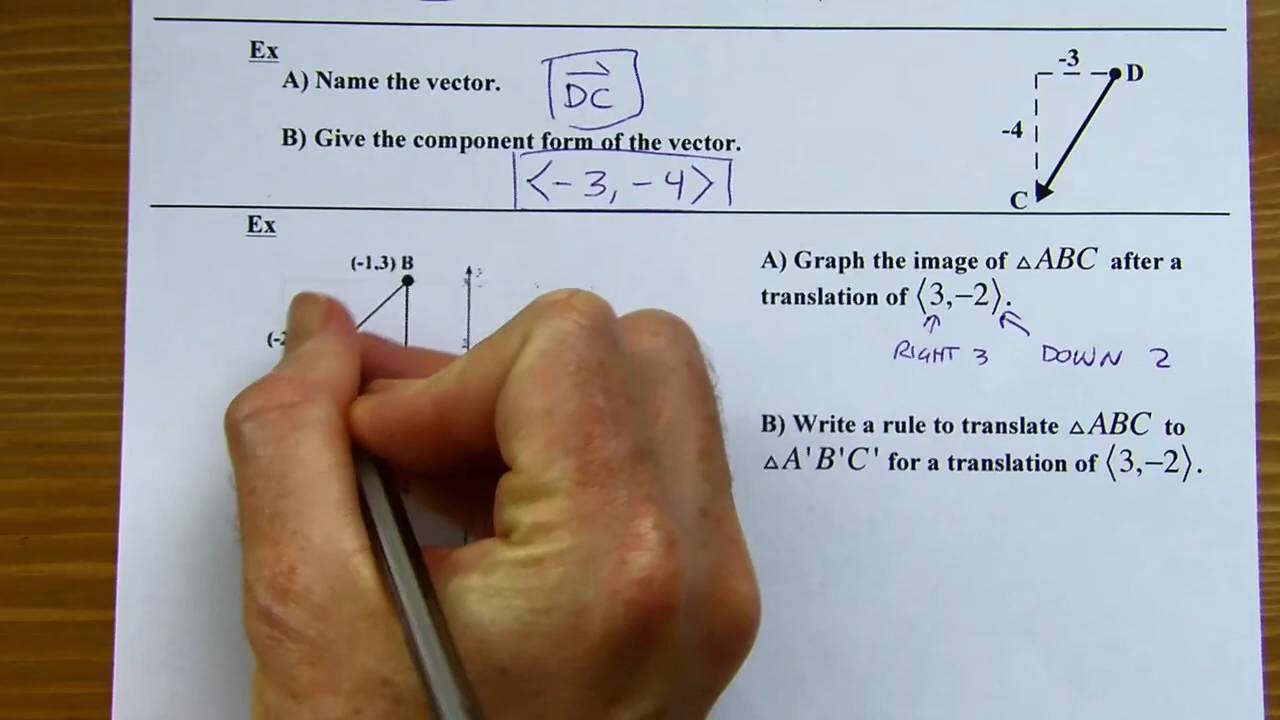 Ex
A) Name the vector. DC
B) Give the component form of the vector.
⟨-3, -4⟩
-3
D
-4
C
Ex
(-1,3) B
(-2
A) Graph the image of △ABC after a
translation of ⟨3,−2⟩.
RIGHT 3 DOWN 2
B) Write a rule to translate △ABC to
△A'B'C' for a translation of ⟨3,−2⟩.